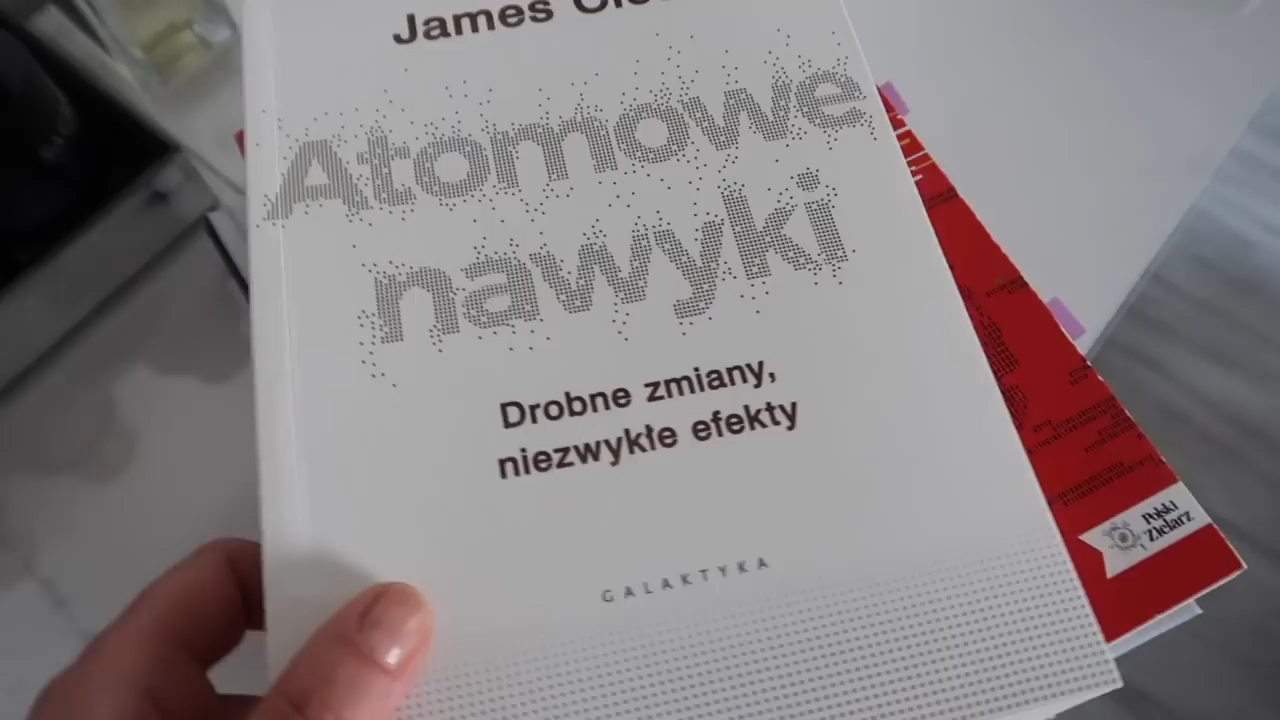 James
Atomowe
nawyki
Drobne zmiany,
niezwykłe efekty
GALAKTYKA
Polski
Zielarz